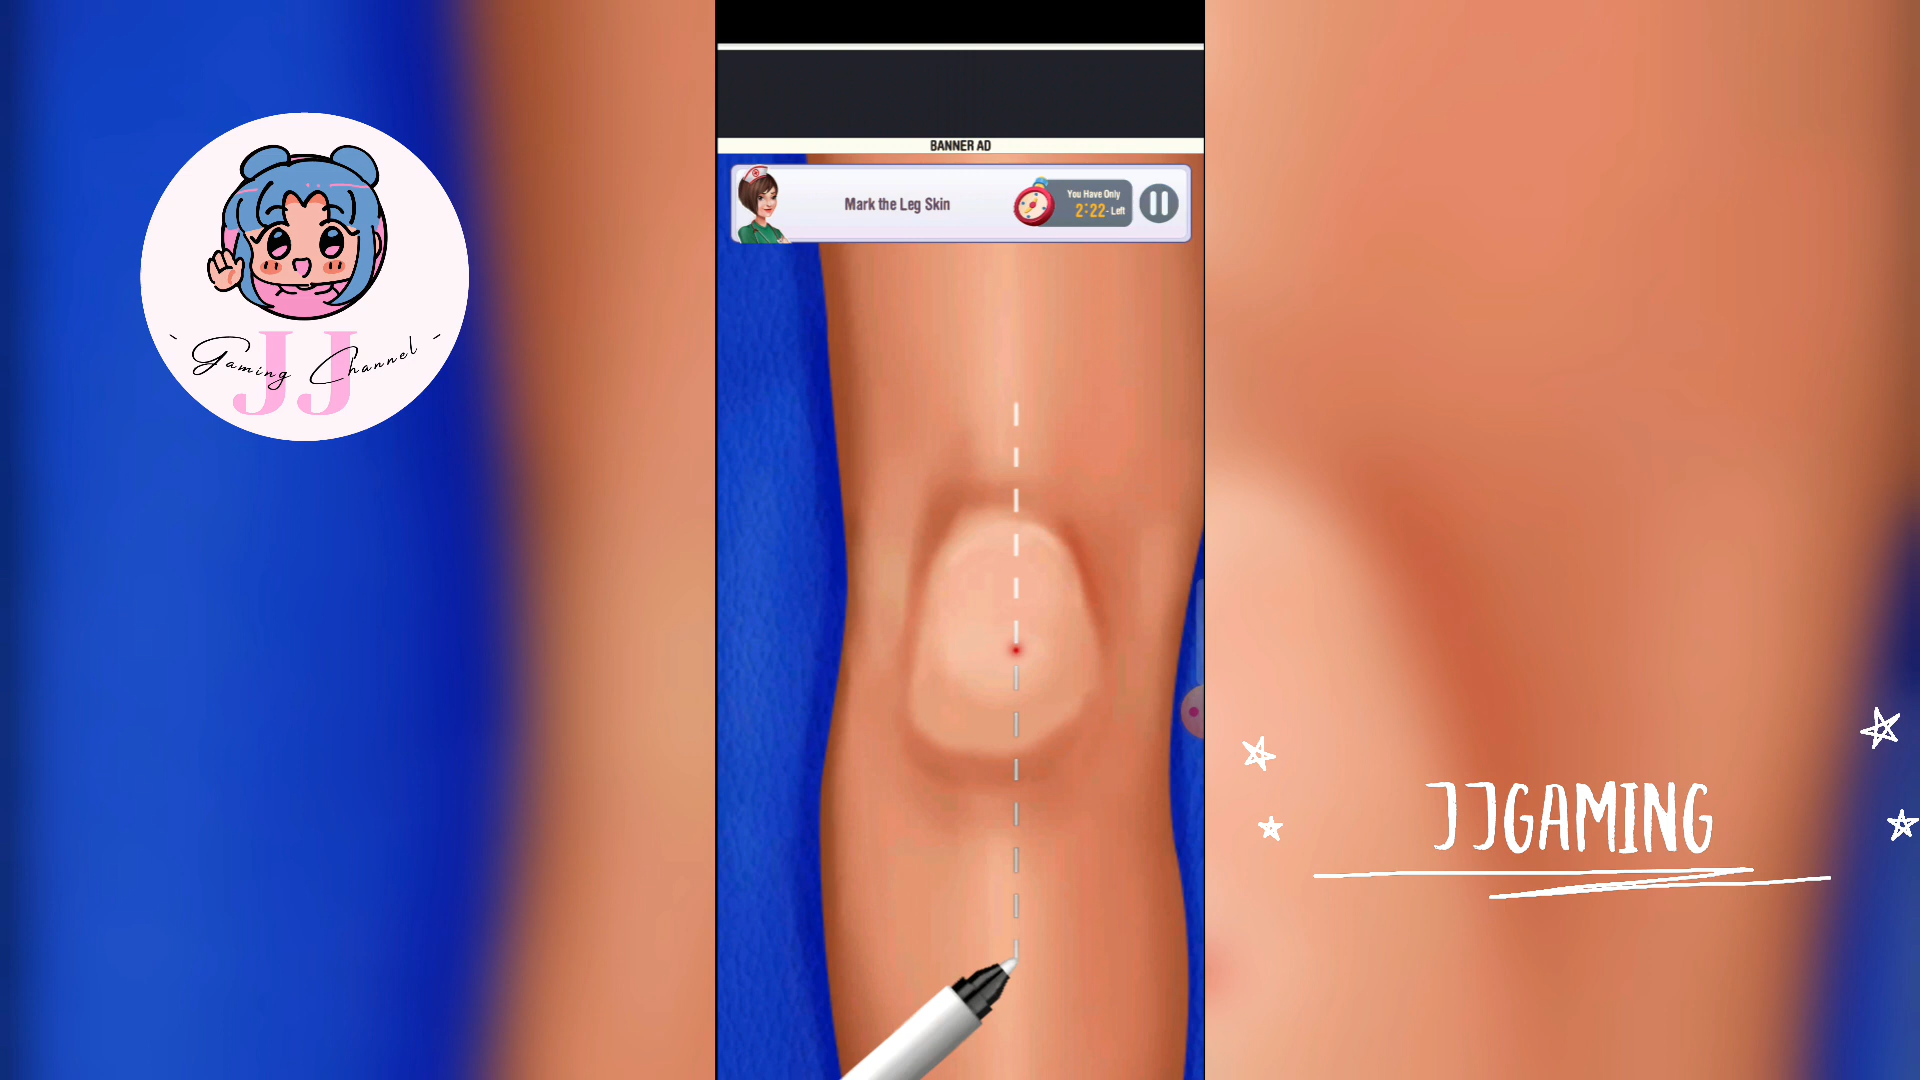 BANNER AD
Mark the Leg Skin
You Have Only
2:22- Left
- Gaming Channel -
JJ
JJGAMING